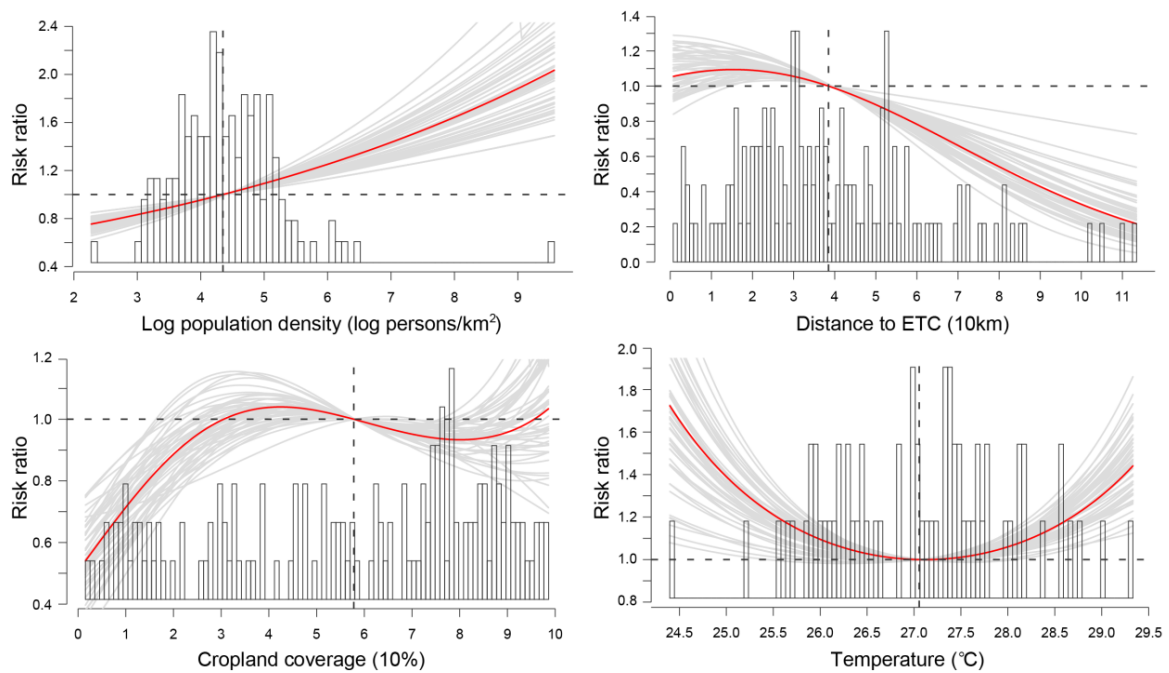 2.4
2.0
1.6
1.2
0.8
0.4
Risk ratio
2 3 4 5 6 7 8 9
Log population density (log persons/km²)
1.4
1.2
1.0
0.8
0.6
0.4
0.2
0.0
Risk ratio
0 1 2 3 4 5 6 7 8 9 10 11
Distance to ETC (10km)
1.2
1.0
0.8
0.6
0.4
Risk ratio
0 1 2 3 4 5 6 7 8 9 10
Cropland coverage (10%)
2.0
1.8
1.6
1.4
1.2
1.0
0.8
Risk ratio
24.5 25.0 25.5 26.0 26.5 27.0 27.5 28.0 28.5 29.0 29.5
Temperature (℃)